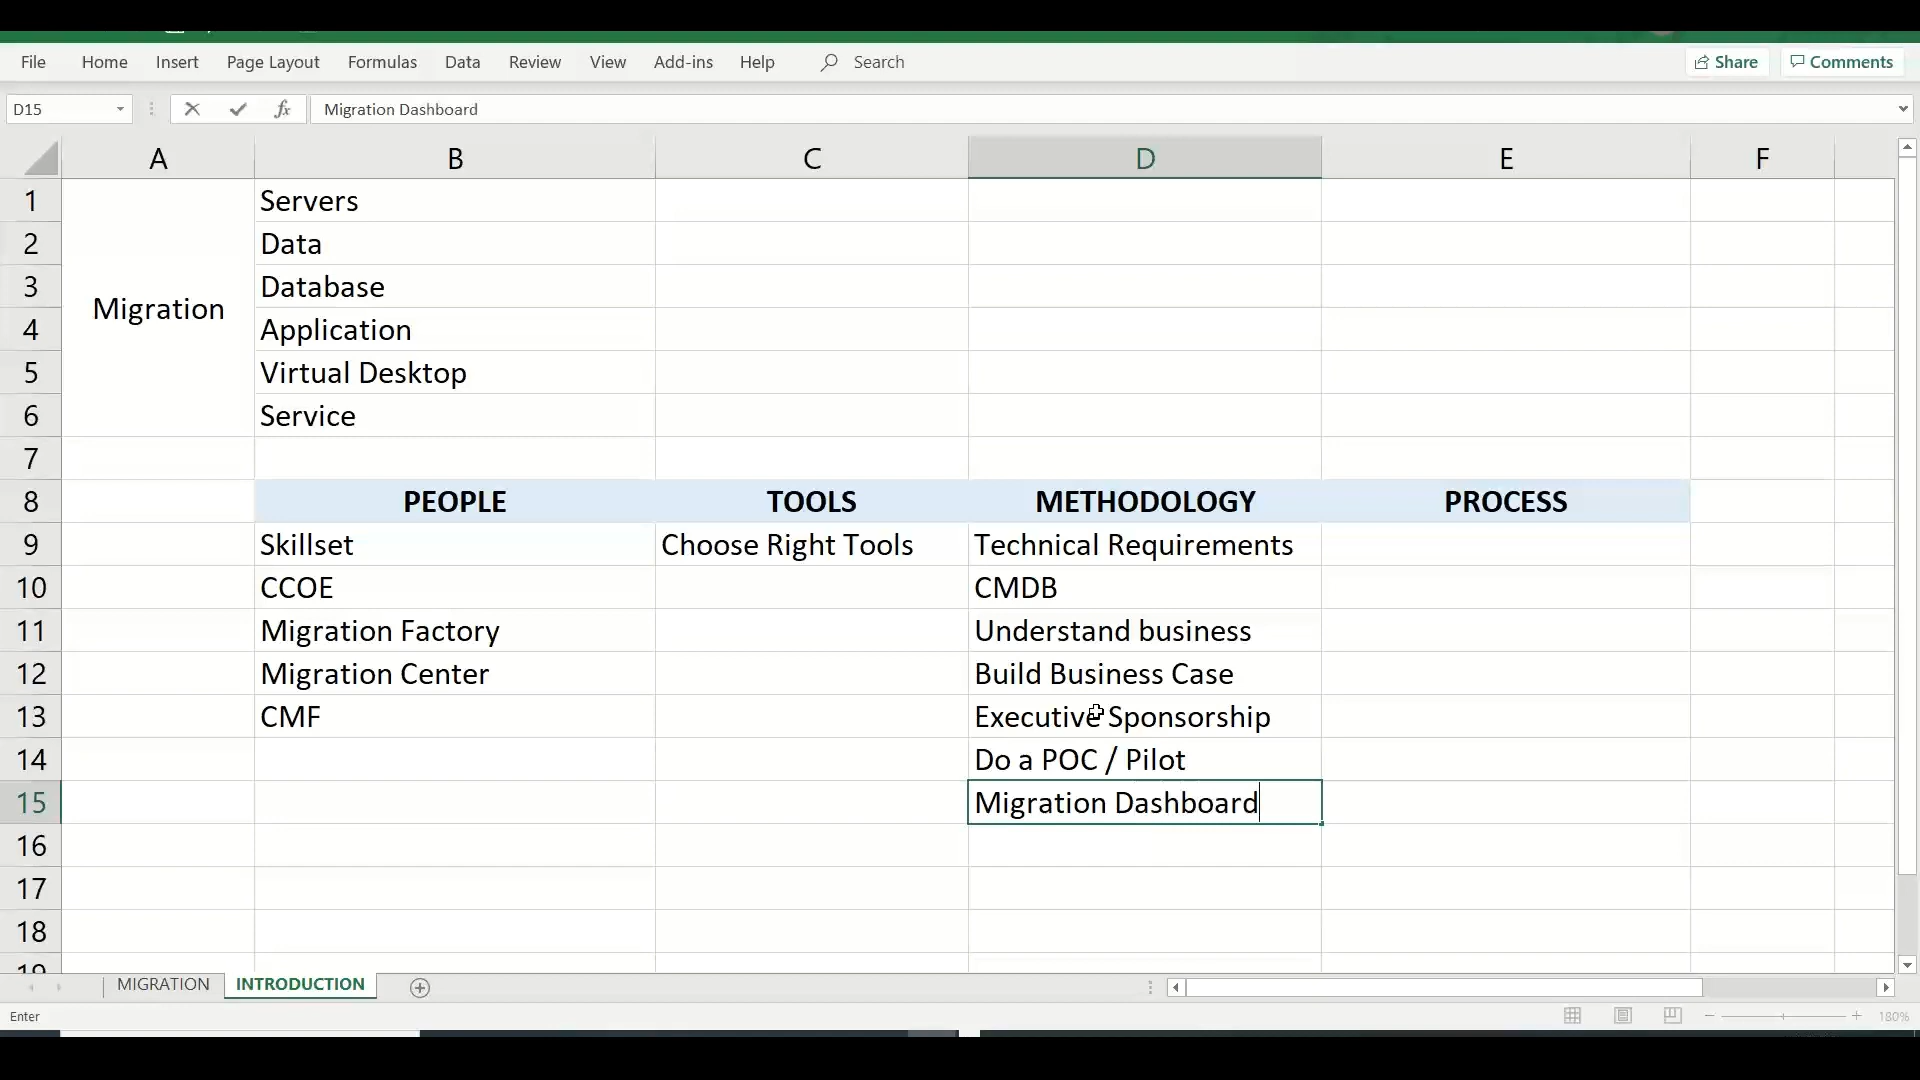 File Home Insert Page Layout Formulas Data Review View Add-ins Help Search Share Comments
D15 fx Migration Dashboard
A B C D E F
1 Servers
2 Data
3 Database
Migration
4 Application
5 Virtual Desktop
6 Service
7
8 PEOPLE TOOLS METHODOLOGY PROCESS
9 Skillset Choose Right Tools Technical Requirements
10 CCOE CMDB
11 Migration Factory Understand business
12 Migration Center Build Business Case
13 CMF Executive Sponsorship
14 Do a POC / Pilot
15 Migration Dashboard
16
17
18
19
MIGRATION INTRODUCTION
Enter 180%